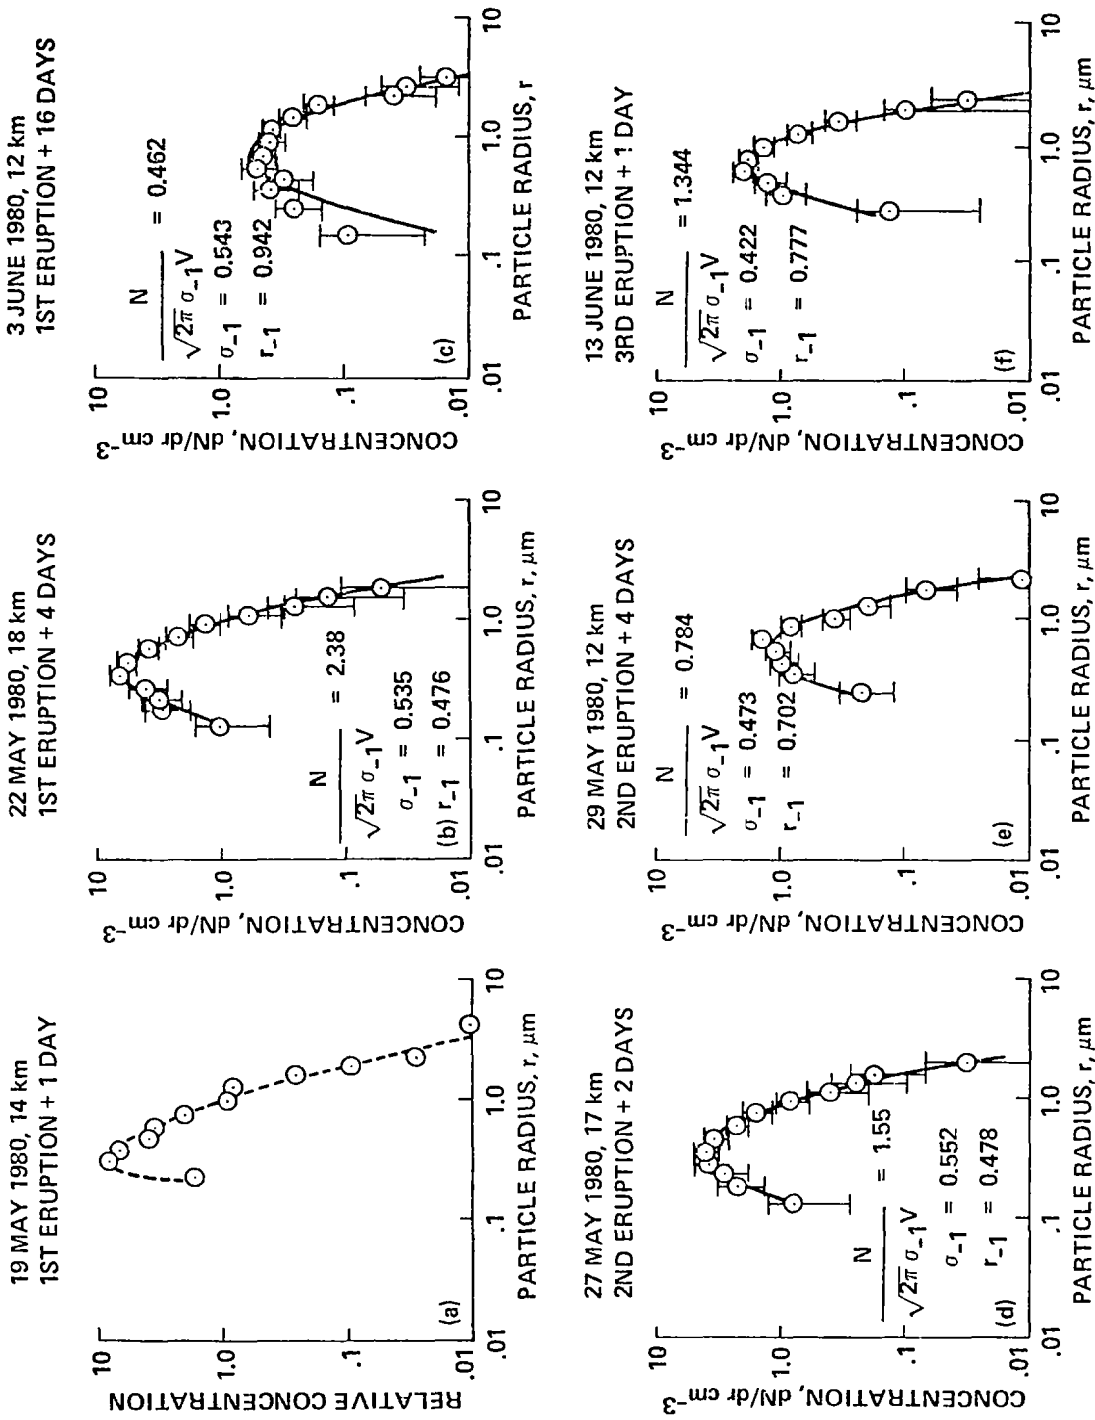 19 MAY 1980, 14 km
1ST ERUPTION + 1 DAY
RELATIVE CONCENTRATION
10
1.0
.1
.01
(a)
.01
.1
1.0
10
PARTICLE RADIUS, r, μm
22 MAY 1980, 18 km
1ST ERUPTION + 4 DAYS
CONCENTRATION, dN/dr cm⁻³
10
1.0
.1
.01
N
√2π σ₋₁V = 2.38
σ₋₁ = 0.535
(b) r₋₁ = 0.476
.01
.1
1.0
10
PARTICLE RADIUS, r, μm
3 JUNE 1980, 12 km
1ST ERUPTION + 16 DAYS
CONCENTRATION, dN/dr cm⁻³
10
1.0
.1
.01
N
√2π σ₋₁V = 0.462
σ₋₁ = 0.543
r₋₁ = 0.942
(c)
.01
.1
1.0
10
PARTICLE RADIUS, r
27 MAY 1980, 17 km
2ND ERUPTION + 2 DAYS
CONCENTRATION, dN/dr cm⁻³
10
1.0
.1
.01
N
√2π σ₋₁V = 1.55
σ₋₁ = 0.552
r₋₁ = 0.478
(d)
.01
.1
1.0
10
PARTICLE RADIUS, r, μm
29 MAY 1980, 12 km
2ND ERUPTION + 4 DAYS
CONCENTRATION, dN/dr cm⁻³
10
1.0
.1
.01
N
√2π σ₋₁V = 0.784
σ₋₁ = 0.473
r₋₁ = 0.702
(e)
.01
.1
1.0
10
PARTICLE RADIUS, r, μm
13 JUNE 1980, 12 km
3RD ERUPTION + 1 DAY
CONCENTRATION, dN/dr cm⁻³
10
1.0
.1
.01
N
√2π σ₋₁V = 1.344
σ₋₁ = 0.422
r₋₁ = 0.777
(f)
.01
.1
1.0
10
PARTICLE RADIUS, r, μm